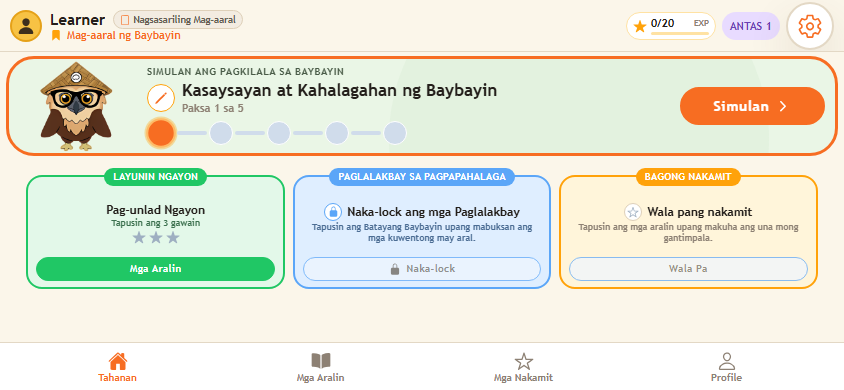 Learner
Nagsasariling Mag-aaral
Mag-aaral ng Baybayin
0/20 EXP
ANTAS 1
SIMULAN ANG PAGKILALA SA BAYBAYIN
Kasaysayan at Kahalagahan ng Baybayin
Paksa 1 sa 5
Simulan
LAYUNIN NGAYON
Pag-unlad Ngayon
Tapusin ang 3 gawain
Mga Aralin
PAGLALAKBAY SA PAGPAPAHALAGA
Naka-lock ang mga Paglalakbay
Tapusin ang Batayang Baybayin upang mabuksan ang
mga kuwentong may aral.
Naka-lock
BAGONG NAKAMIT
Wala pang nakamit
Tapusin ang mga aralin upang makuha ang una mong
gantimpala.
Wala Pa
Tahanan
Mga Aralin
Mga Nakamit
Profile